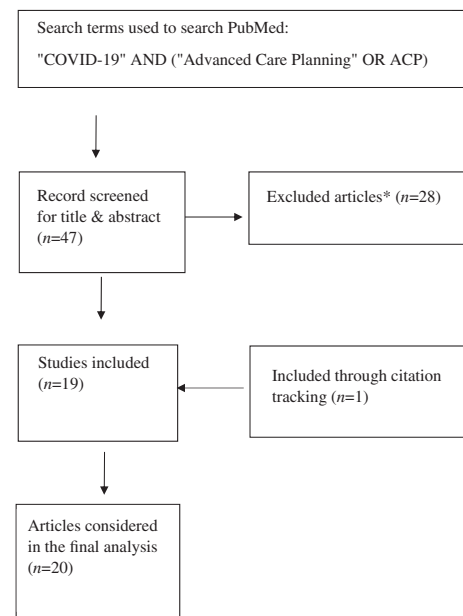 Search terms used to search PubMed:
"COVID-19" AND ("Advanced Care Planning" OR ACP)
Record screened
for title & abstract
(n=47)
Excluded articles* (n=28)
Studies included
(n=19)
Included through citation
tracking (n=1)
Articles considered
in the final analysis
(n=20)